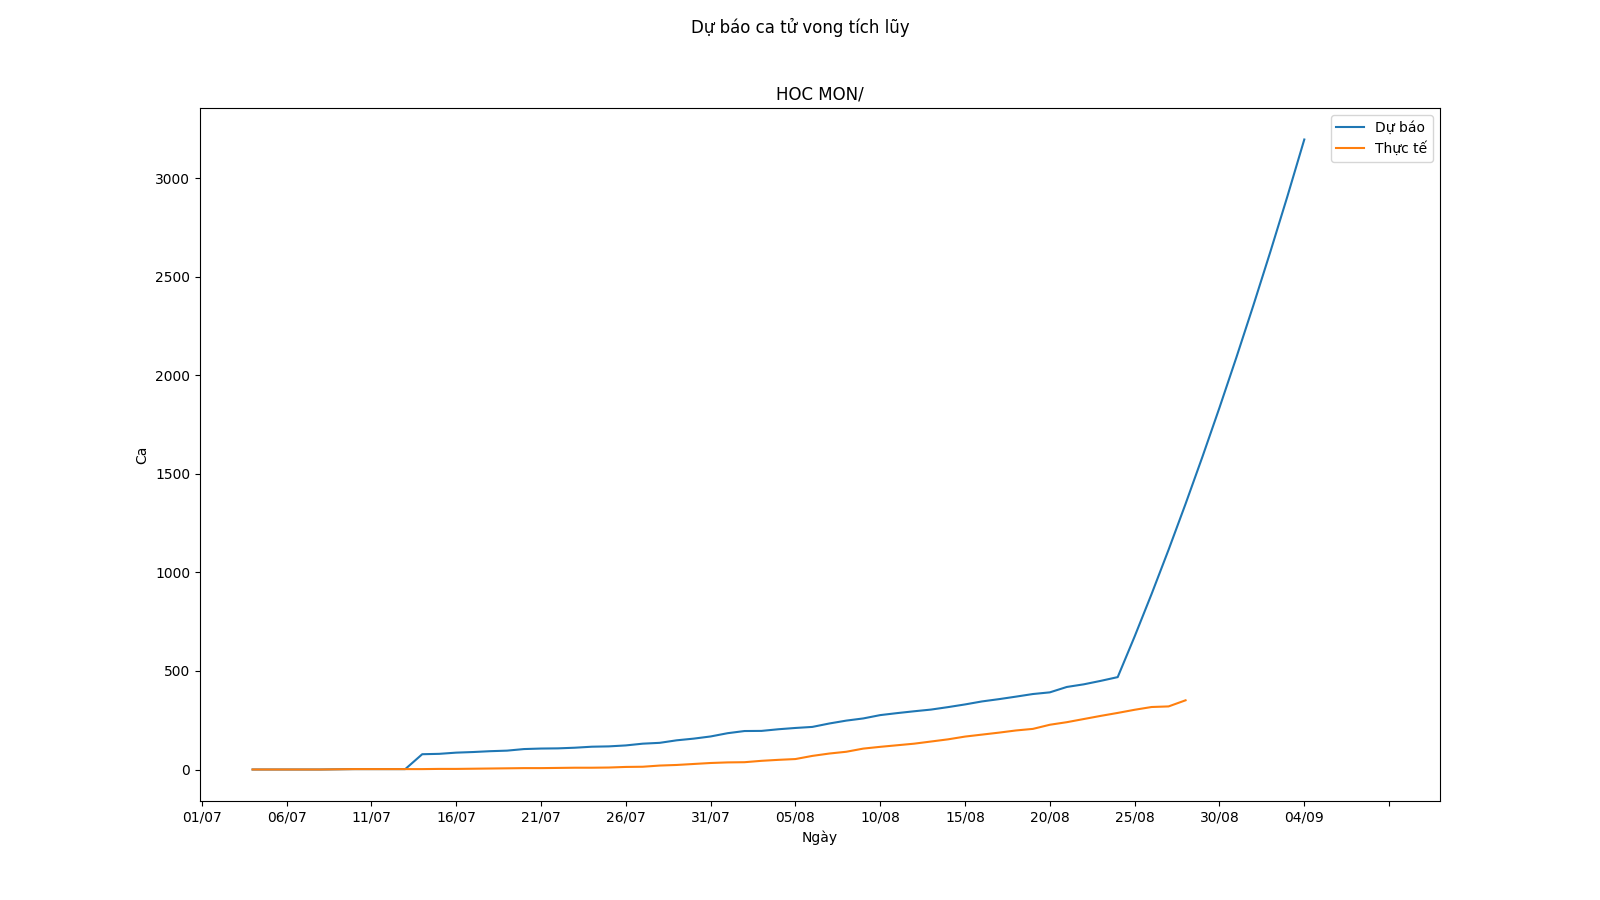 Dự báo ca tử vong tích lũy
HOC MON/
Dự báo
Thực tế
3000
2500
2000
1500
1000
500
0
Ca
01/07 06/07 11/07 16/07 21/07 26/07 31/07 05/08 10/08 15/08 20/08 25/08 30/08 04/09
Ngày